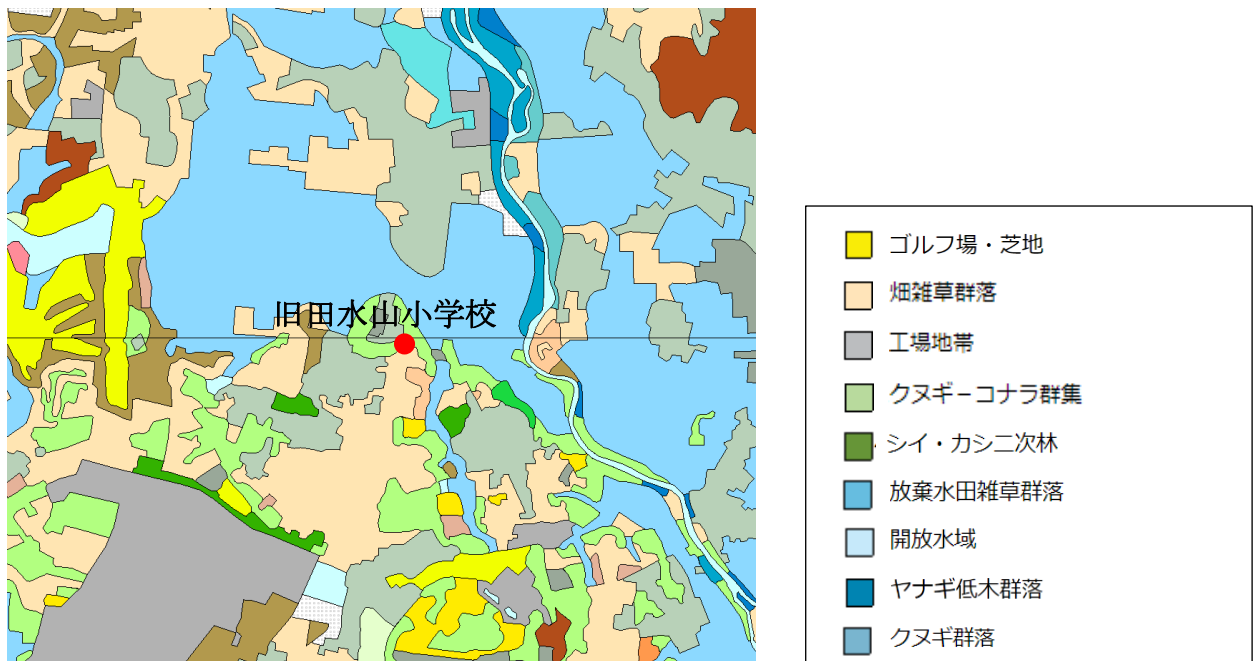 旧田水山小学校
ゴルフ場・芝地
畑雑草群落
工場地帯
クヌギ－コナラ群集
シイ・カシ二次林
放棄水田雑草群落
開放水域
ヤナギ低木群落
クヌギ群落